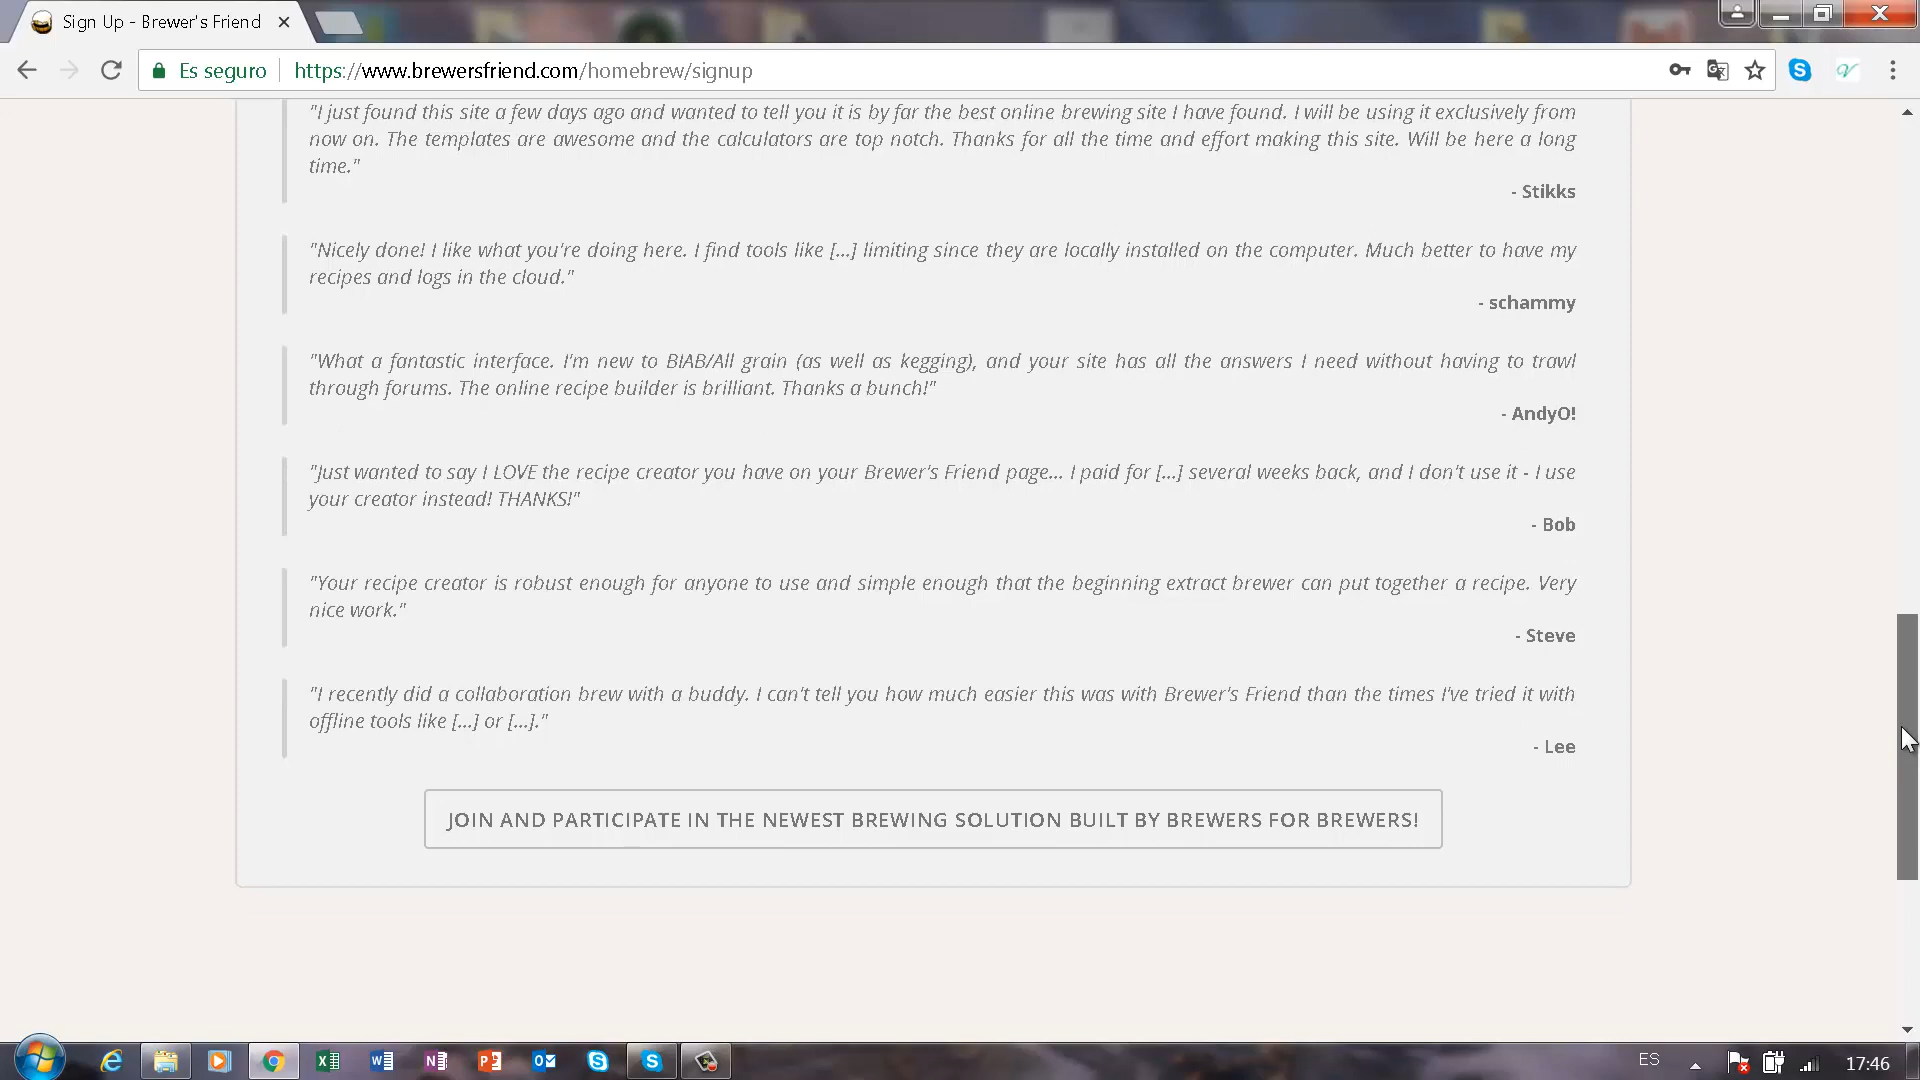 Sign Up - Brewer's Friend
Es seguro
https://www.brewersfriend.com/homebrew/signup
"I just found this site a few days ago and wanted to tell you it is by far the best online brewing site I have found. I will be using it exclusively from
now on. The templates are awesome and the calculators are top notch. Thanks for all the time and effort making this site. Will be here a long
time."
- Stikks
"Nicely done! I like what you're doing here. I find tools like [...] limiting since they are locally installed on the computer. Much better to have my
recipes and logs in the cloud."
- schammy
"What a fantastic interface. I'm new to BIAB/All grain (as well as kegging), and your site has all the answers I need without having to trawl
through forums. The online recipe builder is brilliant. Thanks a bunch!"
- AndyO!
"Just wanted to say I LOVE the recipe creator you have on your Brewer's Friend page... I paid for [...] several weeks back, and I don't use it - I use
your creator instead! THANKS!"
- Bob
"Your recipe creator is robust enough for anyone to use and simple enough that the beginning extract brewer can put together a recipe. Very
nice work."
- Steve
"I recently did a collaboration brew with a buddy. I can't tell you how much easier this was with Brewer's Friend than the times I've tried it with
offline tools like [...] or [...]."
- Lee
JOIN AND PARTICIPATE IN THE NEWEST BREWING SOLUTION BUILT BY BREWERS FOR BREWERS!
ES
17:46